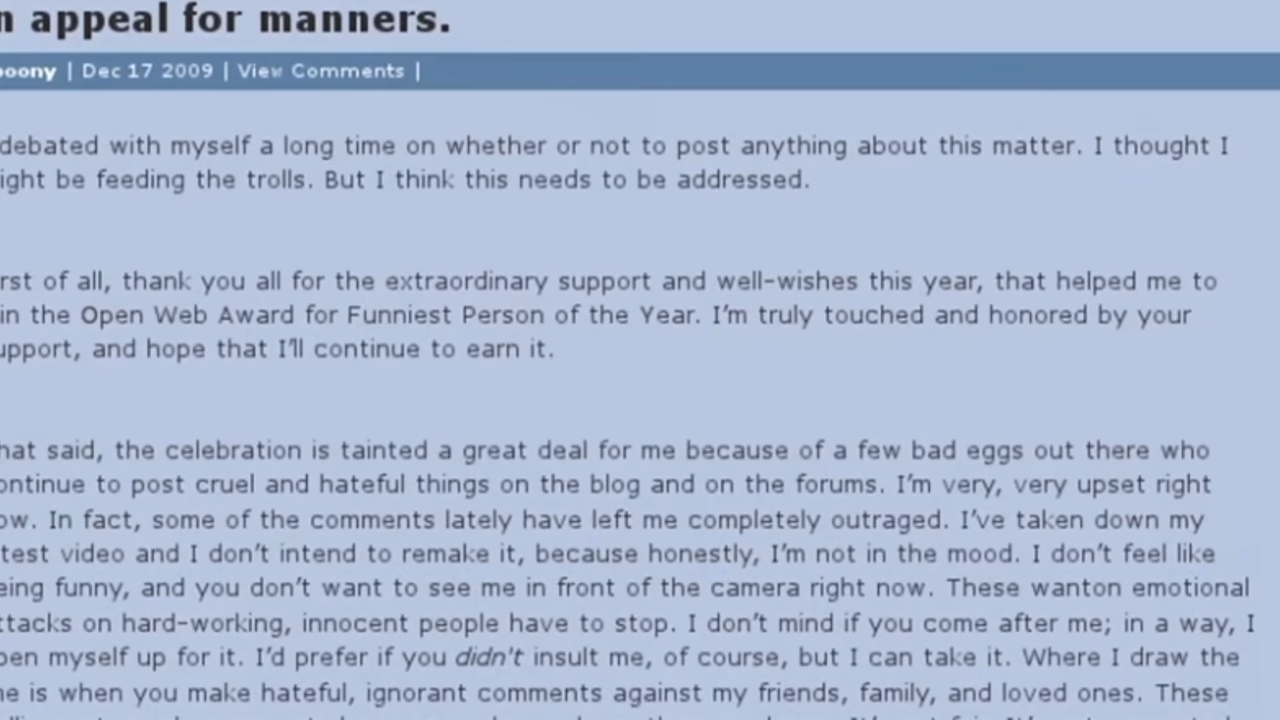 n appeal for manners.
poony | Dec 17 2009 | View Comments |
debated with myself a long time on whether or not to post anything about this matter. I thought I
ight be feeding the trolls. But I think this needs to be addressed.
rst of all, thank you all for the extraordinary support and well-wishes this year, that helped me to
in the Open Web Award for Funniest Person of the Year. I'm truly touched and honored by your
upport, and hope that I'll continue to earn it.
hat said, the celebration is tainted a great deal for me because of a few bad eggs out there who
ontinue to post cruel and hateful things on the blog and on the forums. I'm very, very upset right
ow. In fact, some of the comments lately have left me completely outraged. I've taken down my
test video and I don't intend to remake it, because honestly, I'm not in the mood. I don't feel like
eing funny, and you don't want to see me in front of the camera right now. These wanton emotional
ttacks on hard-working, innocent people have to stop. I don't mind if you come after me; in a way, I
pen myself up for it. I'd prefer if you didn't insult me, of course, but I can take it. Where I draw the
ne is when you make hateful, ignorant comments against my friends, family, and loved ones. These